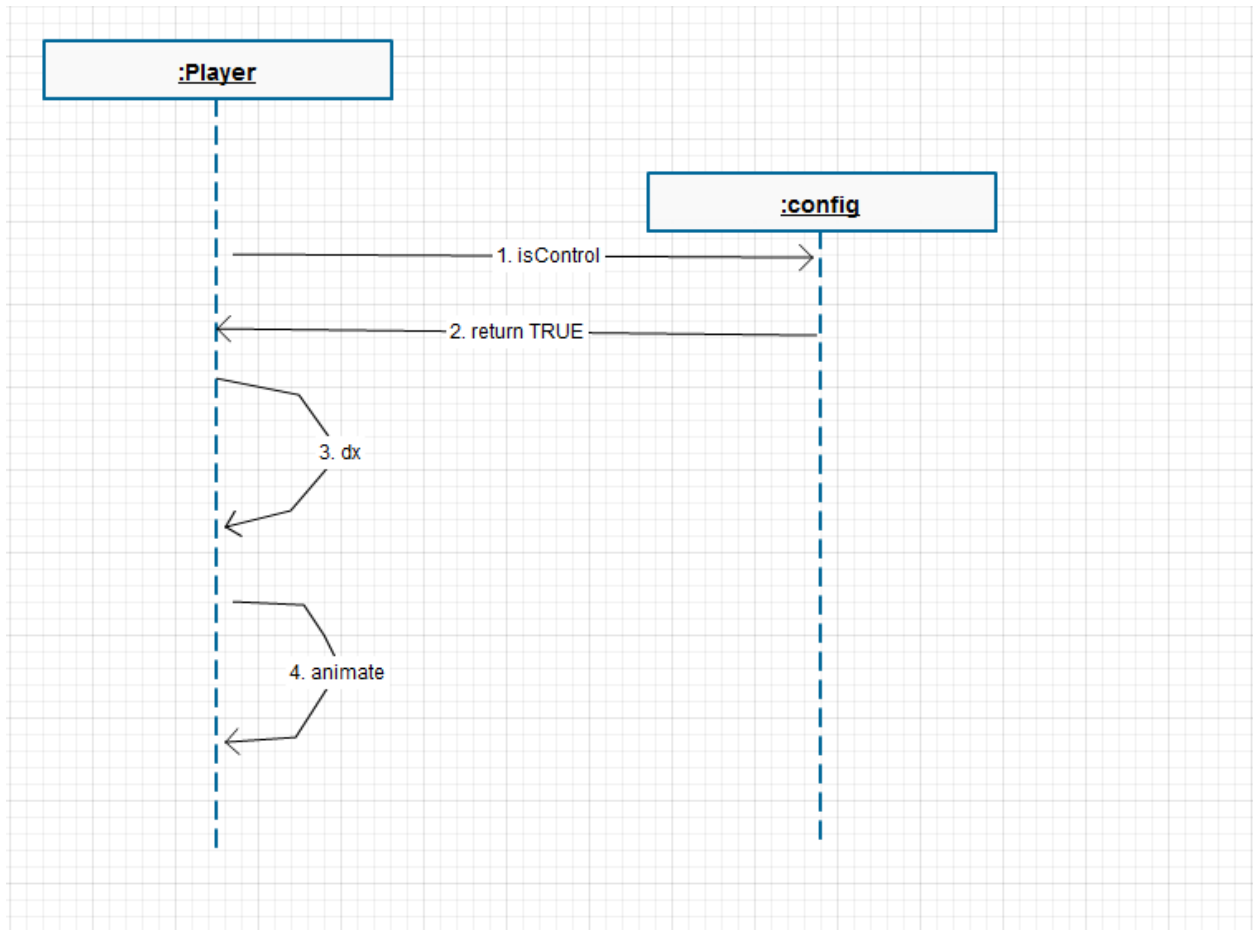 :Player
:config
1. isControl
2. return TRUE
3. dx
4. animate